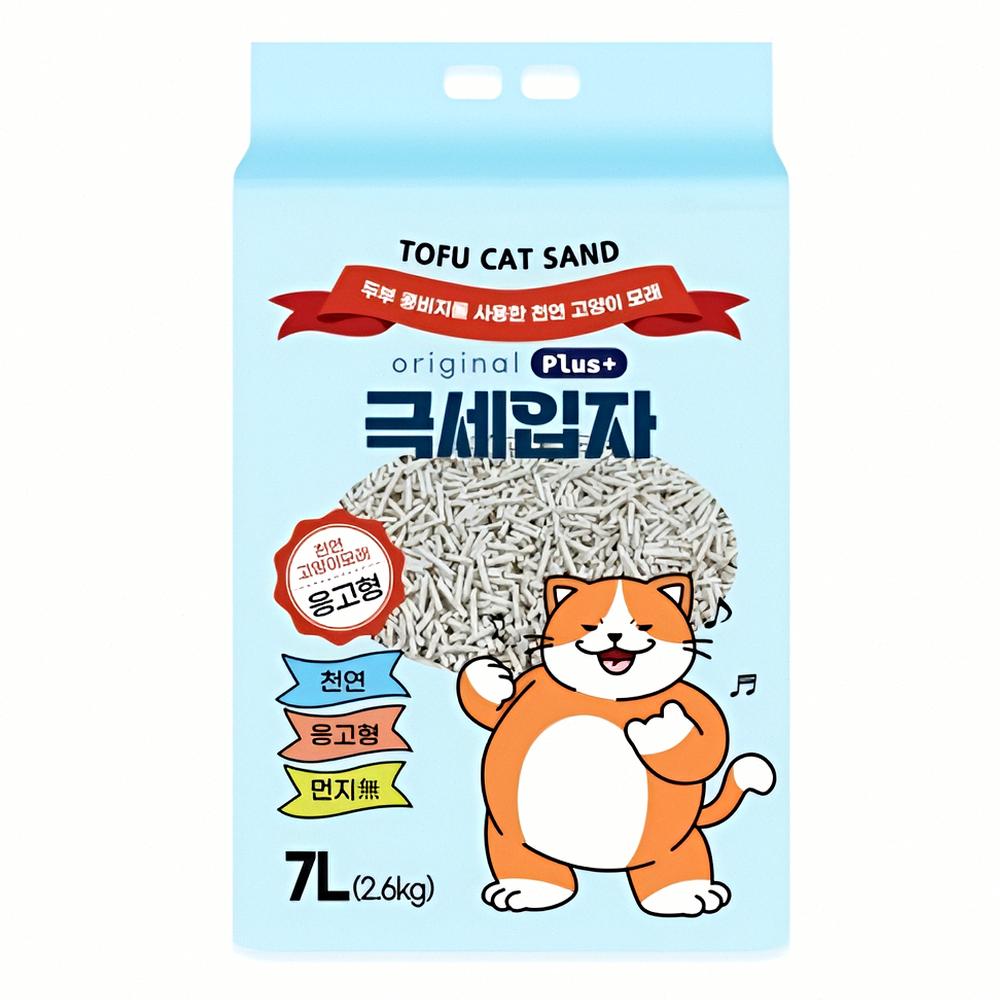 TOFU CAT SAND
두부 콩비지를 사용한 천연 고양이 모래
original Plus+
극세입자
천연
고양이모래
응고형
천연
응고형
먼지無
7L (2.6kg)